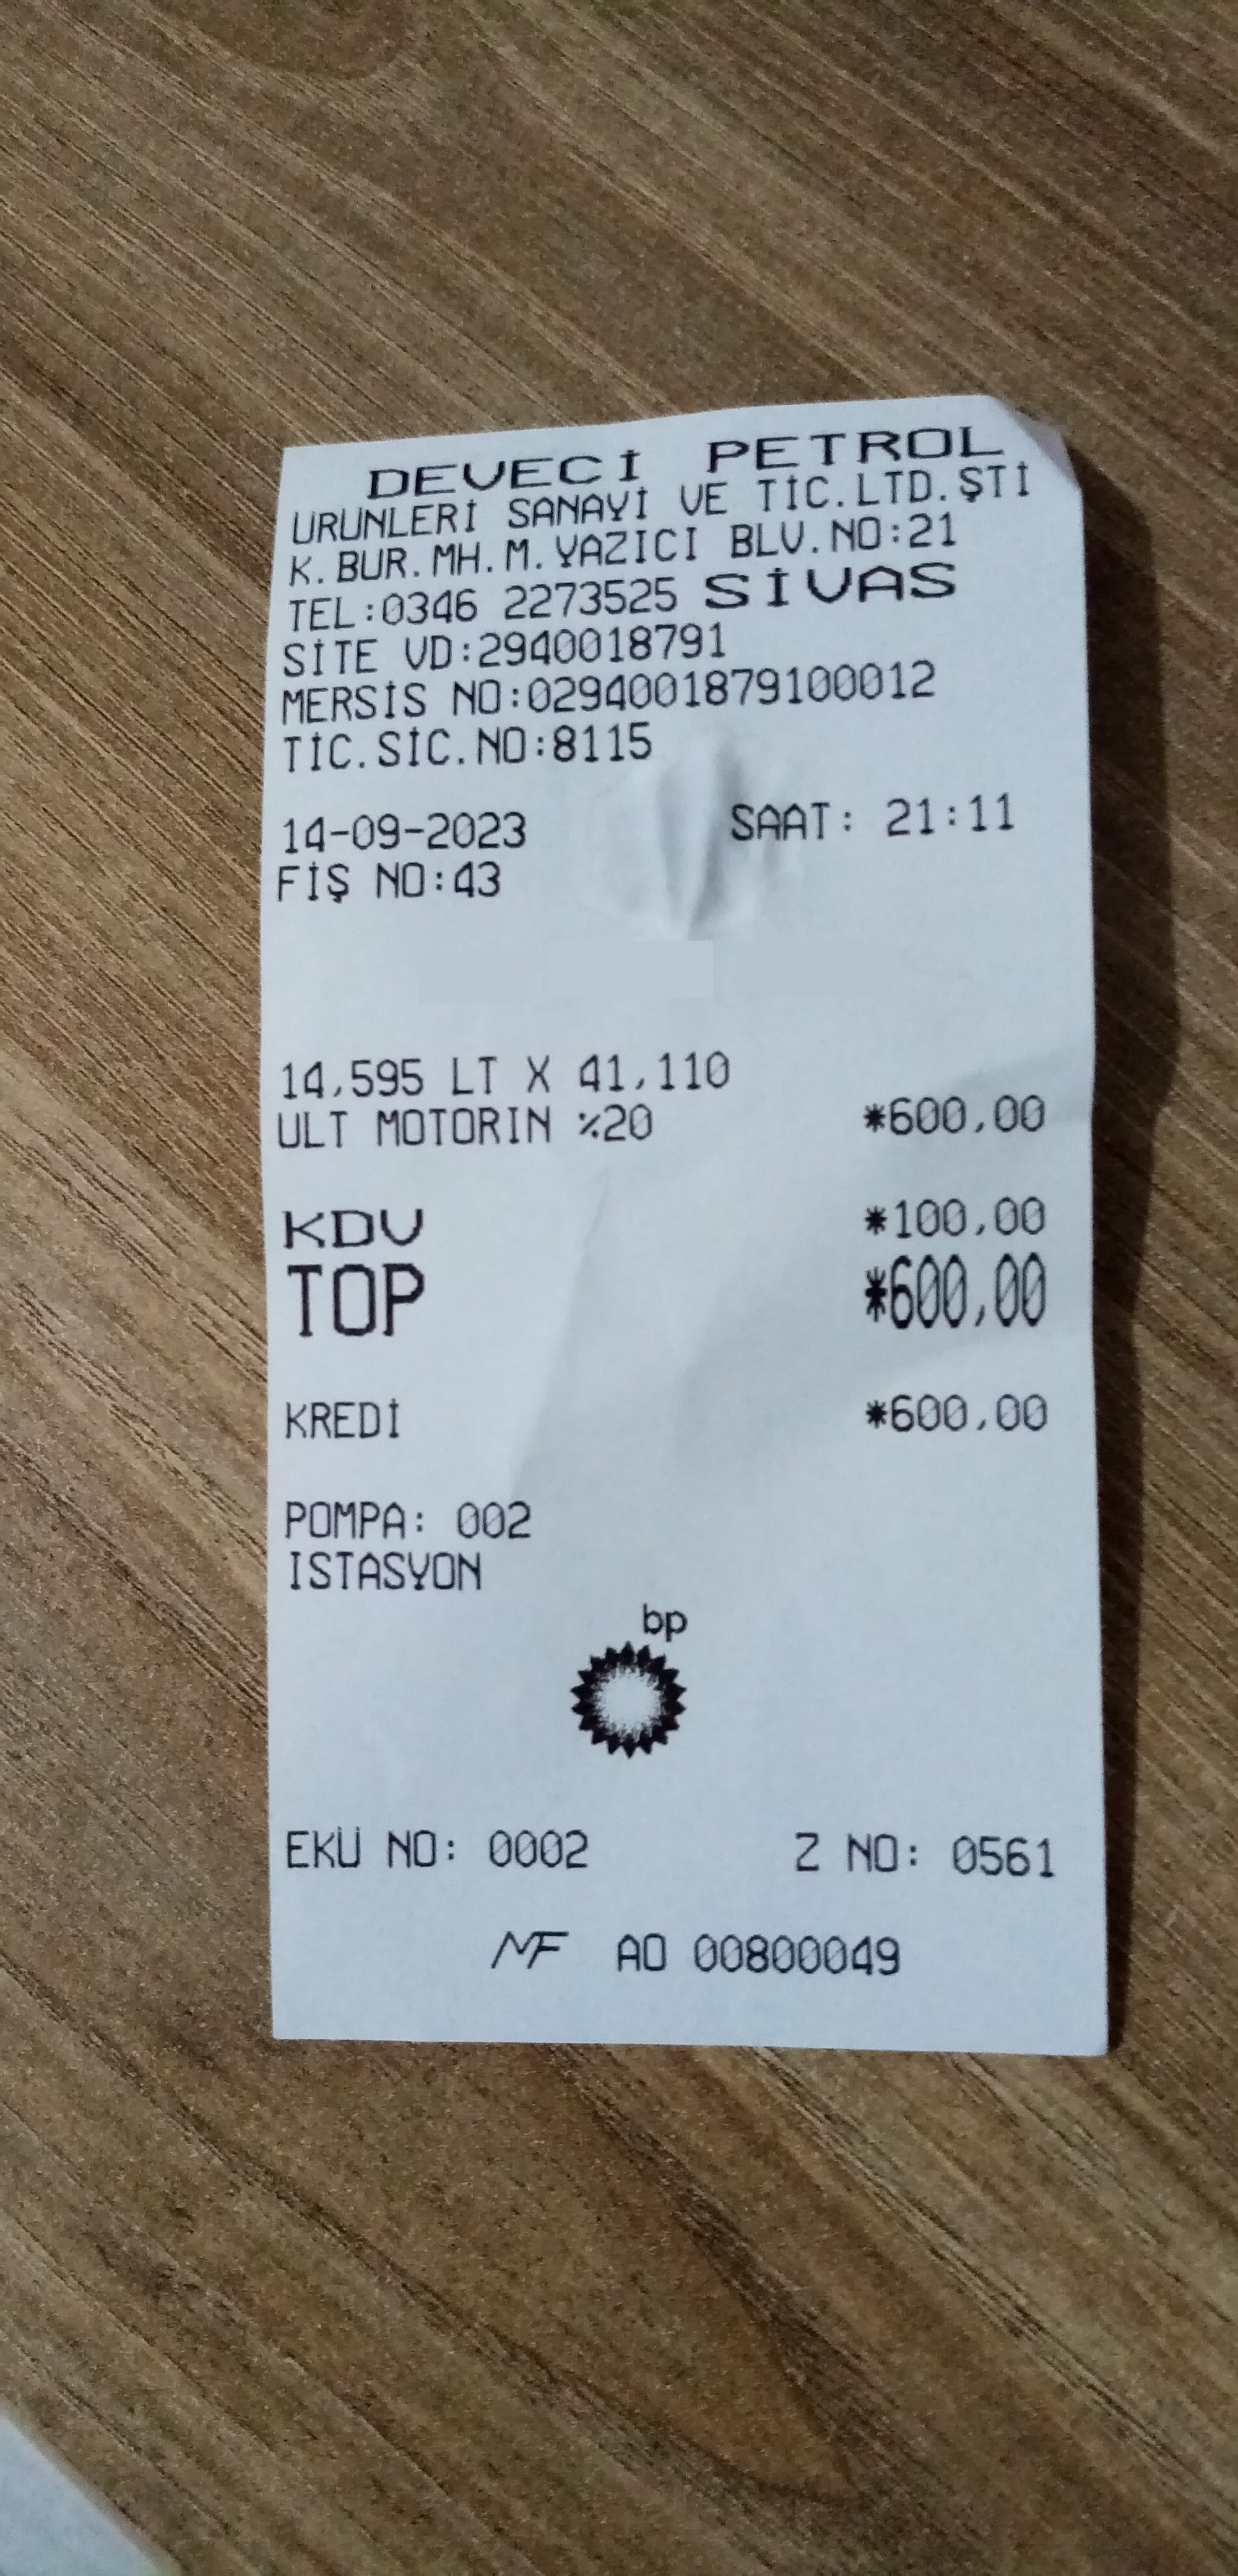 DEVECİ PETROL
URUNLERİ SANAYİ VE TİC.LTD.ŞTİ
K.BUR.MH.M.YAZICI BLV.NO:21
TEL:0346 2273525 SİVAS
SİTE VD:2940018791
MERSİS NO:0294001879100012
TİC.SİC.NO:8115
14-09-2023 SAAT: 21:11
FİŞ NO:43
14,595 LT X 41,110
ULT MOTORIN %20 *600,00
KDV *100,00
TOP *600,00
KREDİ *600,00
POMPA: 002
ISTASYON
bp
EKÜ NO: 0002 Z NO: 0561
MF AO 00800049